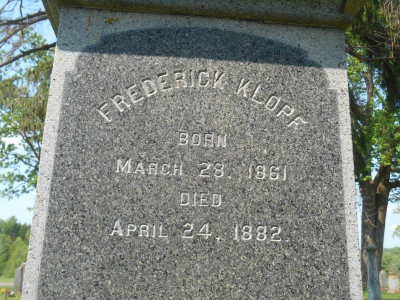 FREDERICK KLOPF
BORN
MARCH 28, 1861
DIED
APRIL 24, 1882.